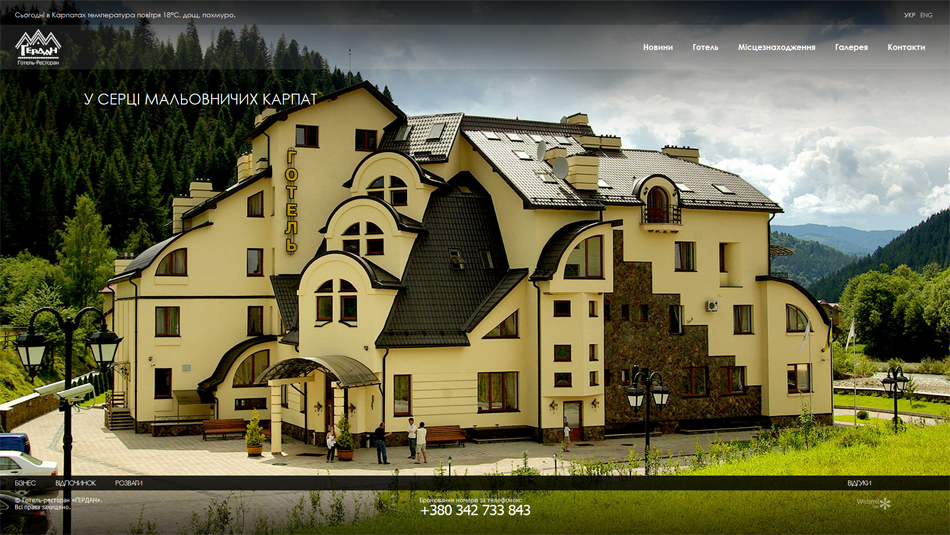 Сьогодні в Карпатах температура повітря 18°C, дощ, похмуро.
УКР ENG
ГЕРДАН
Готель-Ресторан
Новини Готель Місцезнаходження Галерея Контакти
У СЕРЦІ МАЛЬОВНИЧИХ КАРПАТ
ГОТЕЛЬ
БІЗНЕС ВІДПОЧИНОК РОЗВАГИ ВІДГУКИ
© Готель-ресторан «ГЕРДАН».
Всі права захищено.
Бронювання номерів за телефоном:
+380 342 733 843